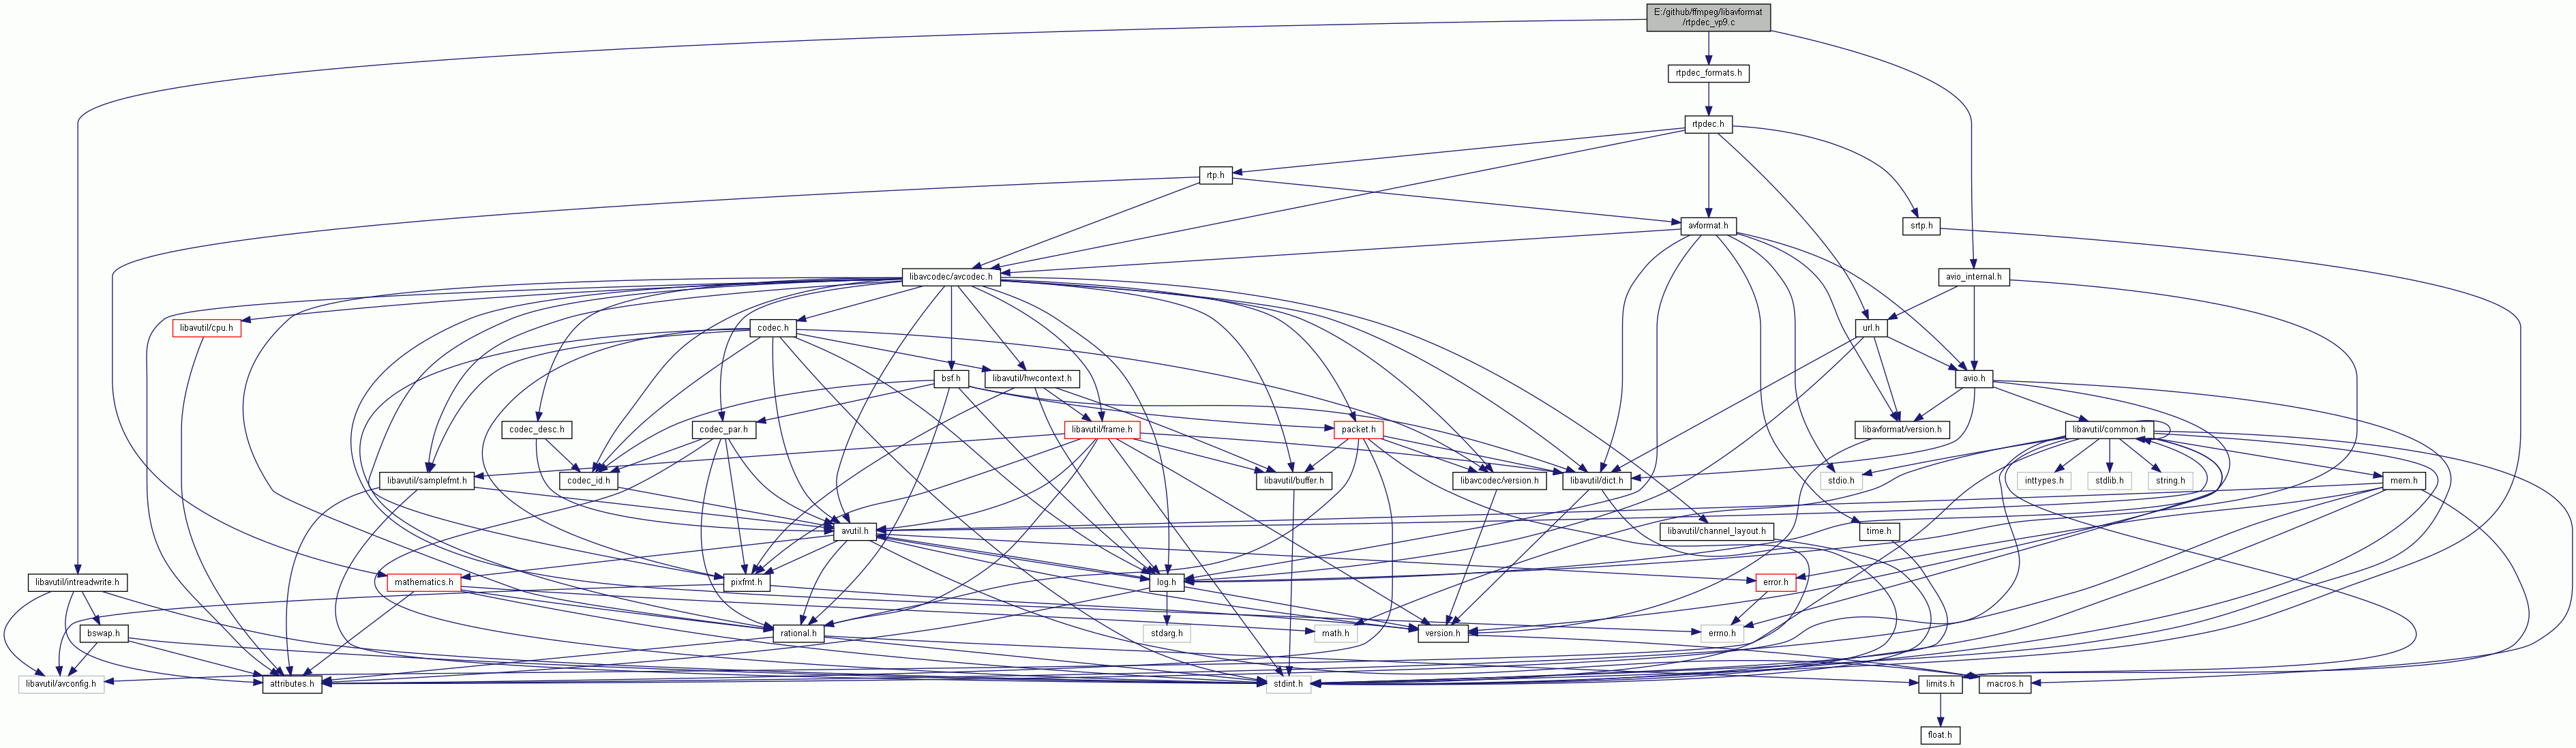 E:/github/ffmpeg/libavformat
/rtpdec_vp9.c
rtpdec_formats.h
rtpdec.h
rtp.h
avformat.h
srtp.h
libavcodec/avcodec.h
avio_internal.h
libavutil/cpu.h
codec.h
url.h
bsf.h
libavutil/hwcontext.h
avio.h
codec_desc.h
codec_par.h
libavutil/frame.h
packet.h
libavformat/version.h
libavutil/common.h
libavutil/samplefmt.h
codec_id.h
libavutil/buffer.h
libavcodec/version.h
libavutil/dict.h
stdio.h
inttypes.h
stdlib.h
string.h
mem.h
avutil.h
libavutil/channel_layout.h
time.h
libavutil/intreadwrite.h
mathematics.h
pixfmt.h
log.h
error.h
bswap.h
rational.h
stdarg.h
math.h
version.h
errno.h
libavutil/avconfig.h
attributes.h
stdint.h
limits.h
macros.h
float.h